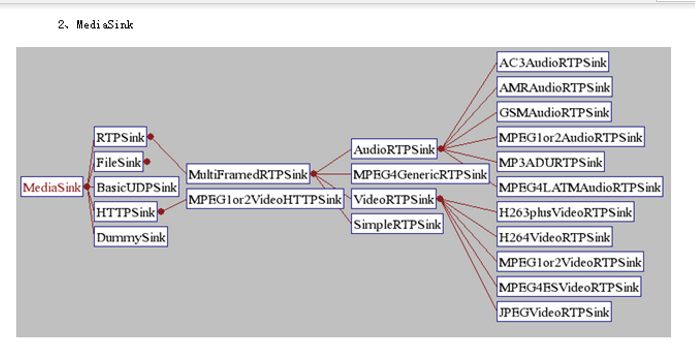 2、MediaSink
AC3AudioRTPSink
AMRAudioRTPSink
GSMAudioRTPSink
RTPSink
MPEG1or2AudioRTPSink
AudioRTPSink
FileSink
MP3ADURTPSink
MultiFramedRTPSink
MPEG4GenericRTPSink
MediaSink
BasicUDPSink
MPEG4LATMAudioRTPSink
MPEG1or2VideoHTTPSink
VideoRTPSink
HTTPSink
H263plusVideoRTPSink
SimpleRTPSink
DummySink
H264VideoRTPSink
MPEG1or2VideoRTPSink
MPEG4ESVideoRTPSink
JPEGVideoRTPSink